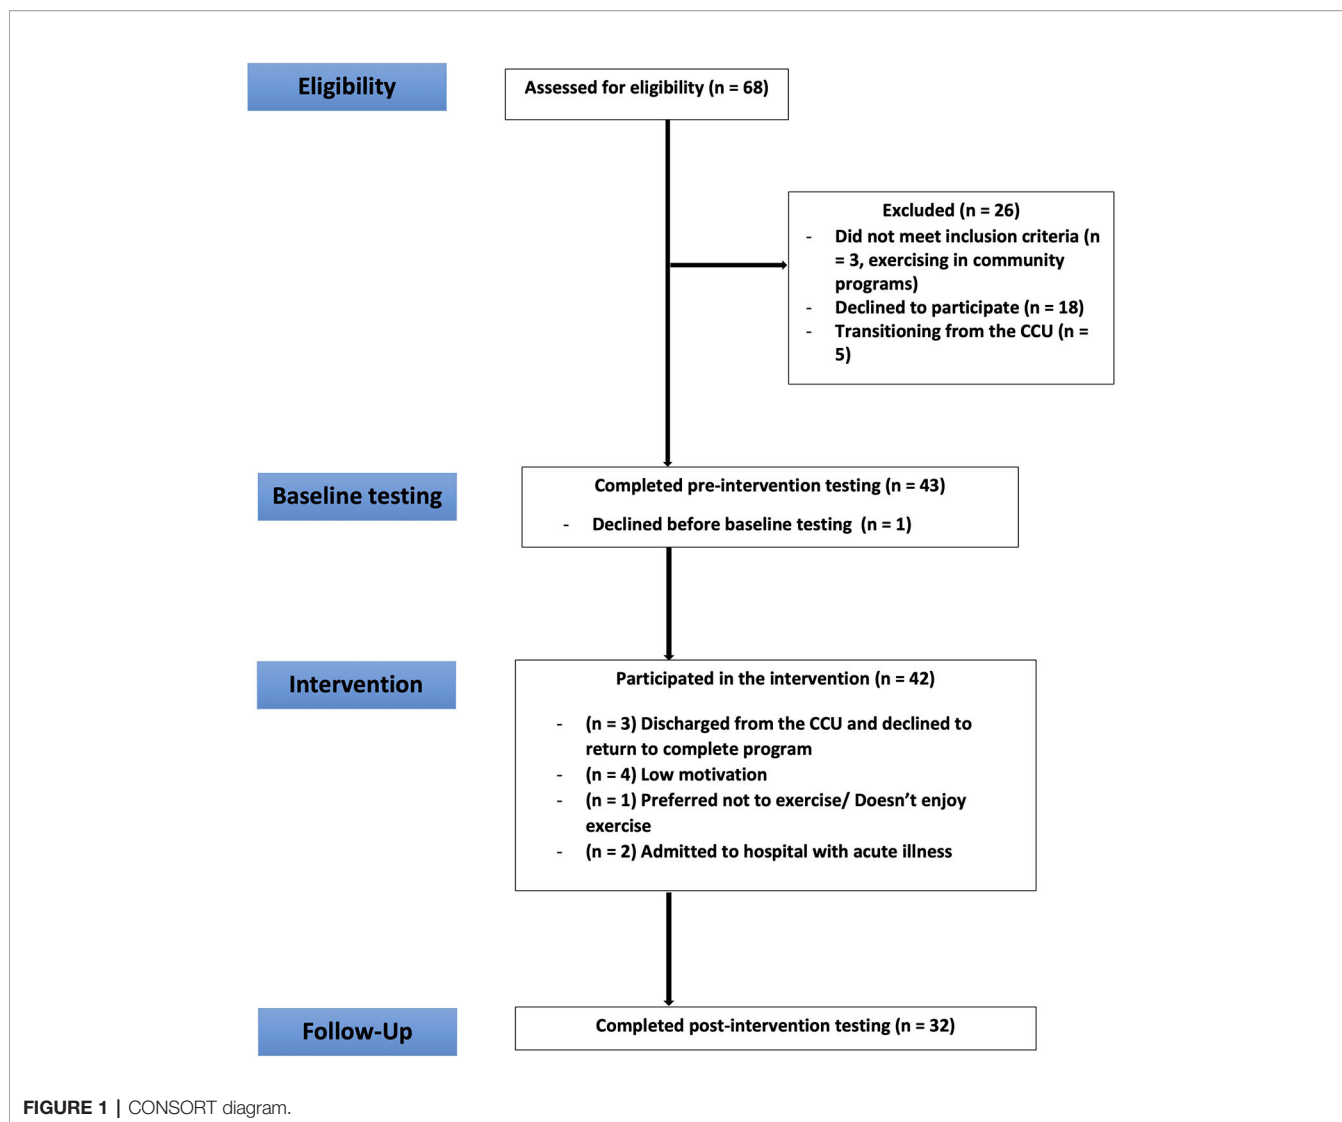 Eligibility
Assessed for eligibility (n = 68)
Excluded (n = 26)
- Did not meet inclusion criteria (n
= 3, exercising in community
programs)
- Declined to participate (n = 18)
- Transitioning from the CCU (n =
5)
Baseline testing
Completed pre-intervention testing (n = 43)
- Declined before baseline testing (n = 1)
Intervention
Participated in the intervention (n = 42)
- (n = 3) Discharged from the CCU and declined to
return to complete program
- (n = 4) Low motivation
- (n = 1) Preferred not to exercise/ Doesn’t enjoy
exercise
- (n = 2) Admitted to hospital with acute illness
Follow-Up
Completed post-intervention testing (n = 32)
FIGURE 1 | CONSORT diagram.